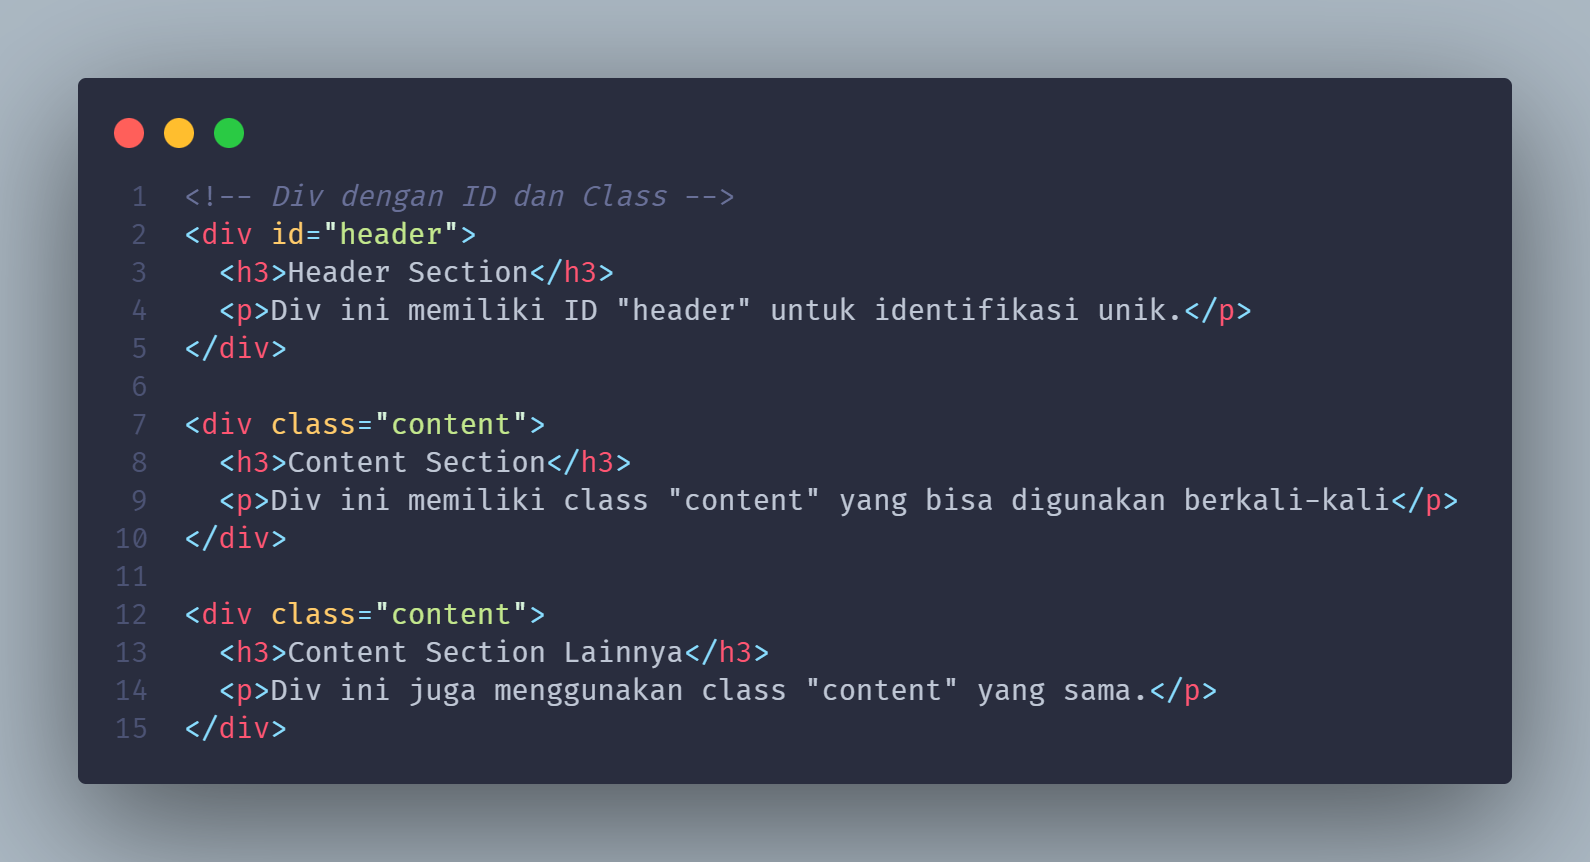 1 <!-- Div dengan ID dan Class -->
2 <div id="header">
3   <h3>Header Section</h3>
4   <p>Div ini memiliki ID "header" untuk identifikasi unik.</p>
5 </div>
6
7 <div class="content">
8   <h3>Content Section</h3>
9   <p>Div ini memiliki class "content" yang bisa digunakan berkali-kali</p>
10 </div>
11
12 <div class="content">
13   <h3>Content Section Lainnya</h3>
14   <p>Div ini juga menggunakan class "content" yang sama.</p>
15 </div>